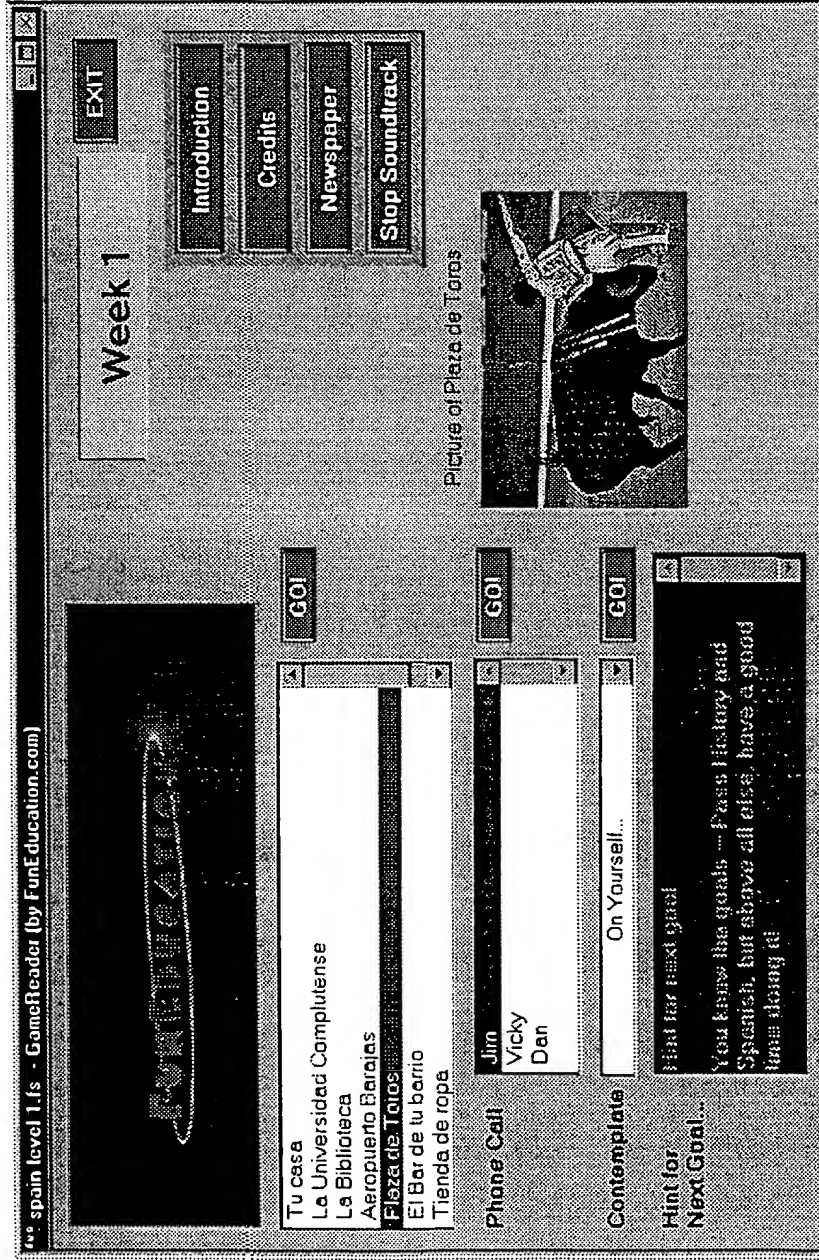 spain level 1.fs - GameReader (by FunEducation.com)
FUNEDUCATION
Week 1
EXIT
Introduction
Credits
Newspaper
Stop Soundtrack
Tu casa
La Universidad Complutense
La Biblioteca
Aeropuerto Barajas
Plaza de Toros
El Bar de tu barrio
Tienda de ropa
GO!
Picture of Plaza de Toros
Phone Call
Jim
Vicky
Dan
GO!
Contemplate
On Yourself...
GO!
Hint for
Next Goal...
Hint for next goal
You know the goals -- Pass History and
Spanish, but above all else, have a good
time doing it